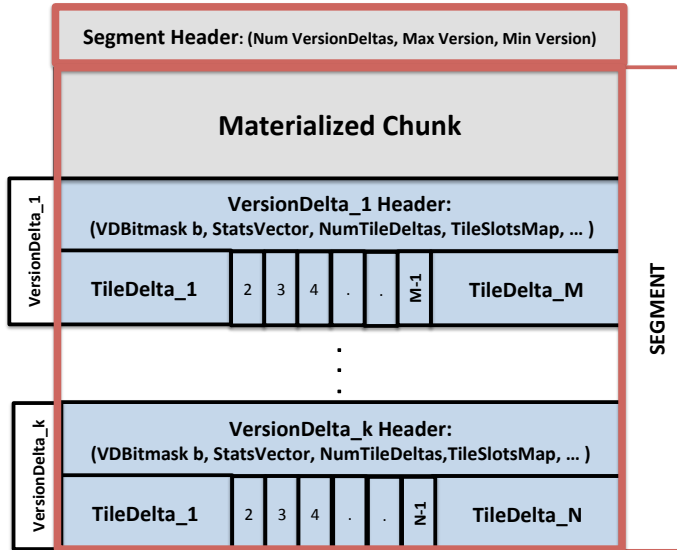 Segment Header: (Num VersionDeltas, Max Version, Min Version)
Materialized Chunk
VersionDelta_1
VersionDelta_1 Header:
(VDBitmask b, StatsVector, NumTileDeltas, TileSlotsMap, ... )
TileDelta_1 2 3 4 . . M-1 TileDelta_M
SEGMENT
.
.
.
VersionDelta_k
VersionDelta_k Header:
(VDBitmask b, StatsVector, NumTileDeltas,TileSlotsMap, ... )
TileDelta_1 2 3 4 . . N-1 TileDelta_N